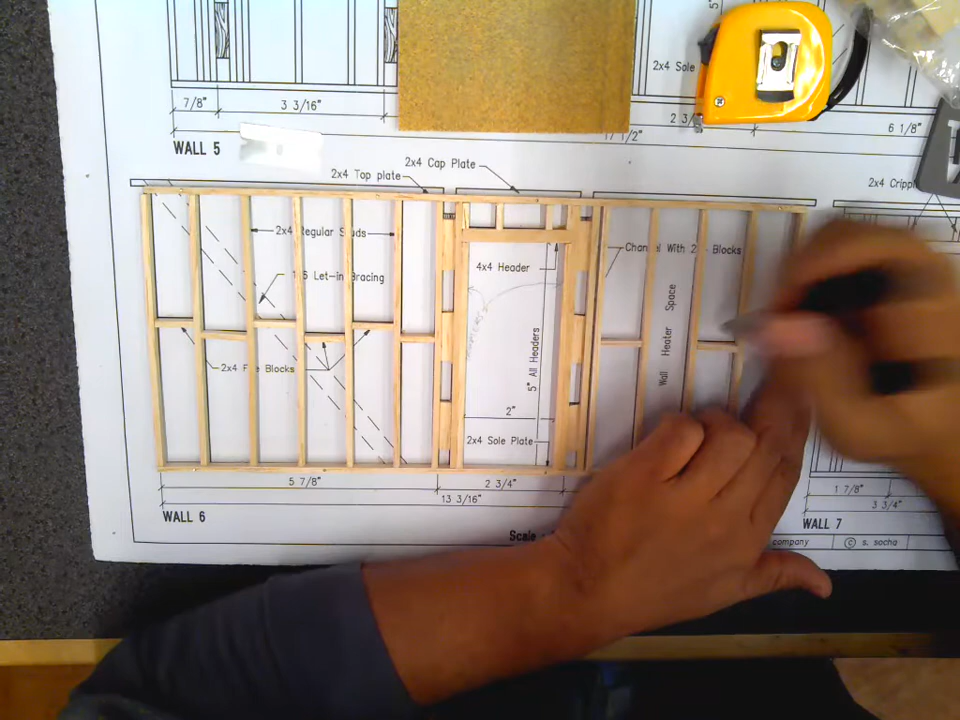 5"
2x4 Sole
7/8"
3 3/16"
2 3/
17 1/2"
6 1/8"
WALL 5
2x4 Cap Plate
2x4 Top plate
2x4 Cripp
2x4 Regular Studs
Channel With 2x4 Blocks
4x4 Header
Let-in Bracing
Wall Heater Space
5" All Headers
2x4 Fire Blocks
2"
2x4 Sole Plate
5 7/8"
2 3/4"
13 3/16"
1 7/8"
3 3/4"
WALL 6
WALL 7
Scale
company
© s. socha